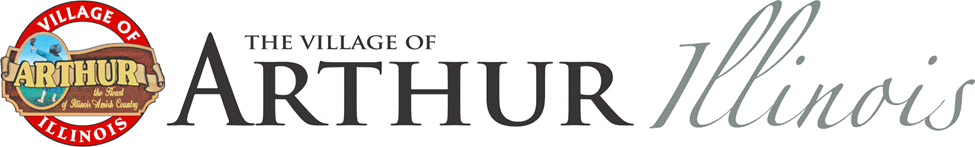 VILLAGE OF
ARTHUR
the Heart
of Illinois Amish Country
ILLINOIS
THE VILLAGE OF
ARTHUR Illinois